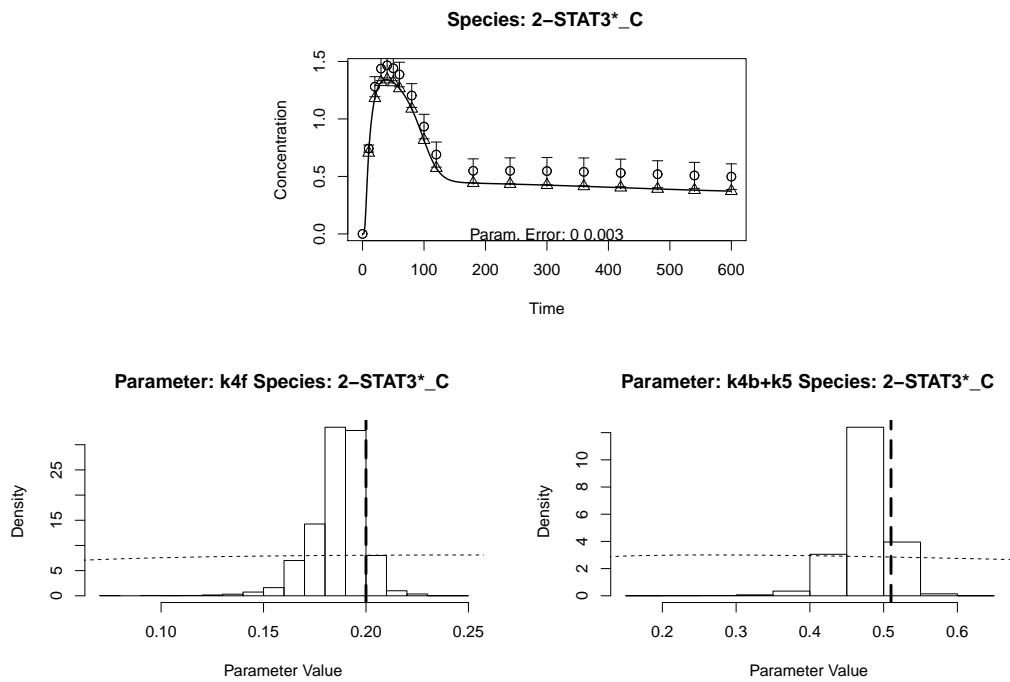 Species: 2−STAT3*_C
Concentration
0.0 0.5 1.0 1.5
Param. Error: 0 0.003
0 100 200 300 400 500 600
Time
Parameter: k4f Species: 2−STAT3*_C
Density
0 5 15 25
0.10 0.15 0.20 0.25
Parameter Value
Parameter: k4b+k5 Species: 2−STAT3*_C
Density
0 2 4 6 8 10
0.2 0.3 0.4 0.5 0.6
Parameter Value